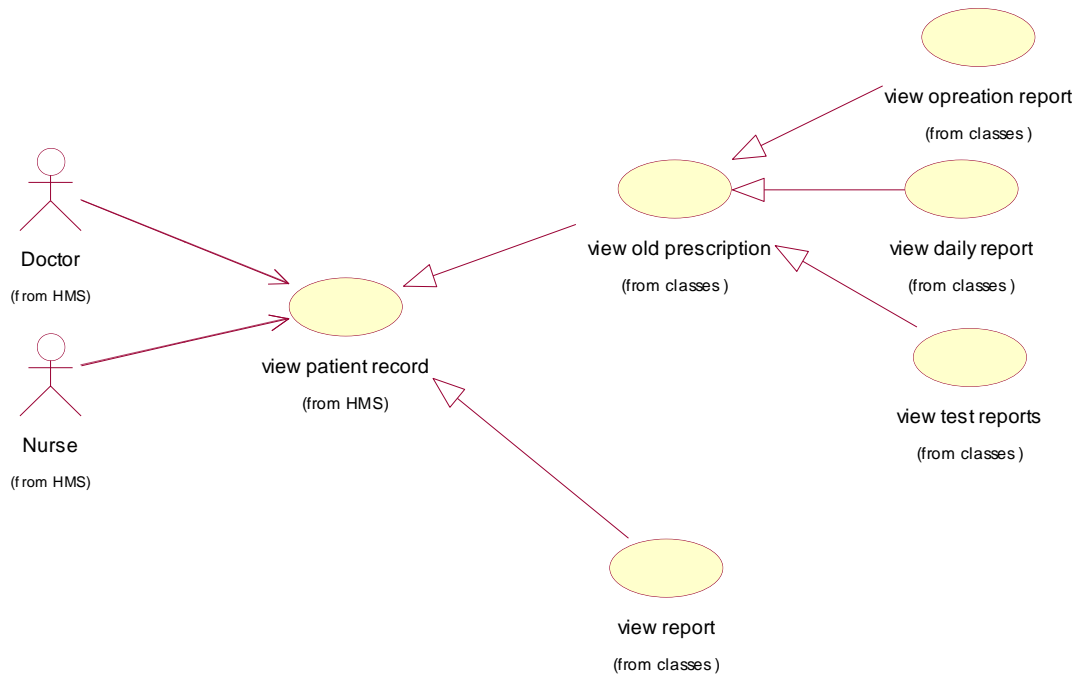 view opreation report
(from classes)
Doctor
(from HMS)
view old prescription
(from classes)
view daily report
(from classes)
view patient record
(from HMS)
Nurse
(from HMS)
view test reports
(from classes)
view report
(from classes)